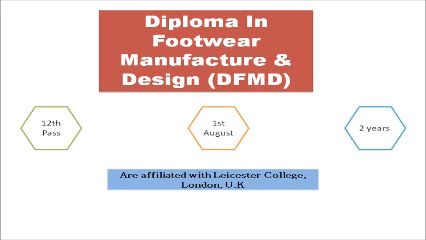 Diploma In
Footwear
Manufacture &
Design (DFMD)
12th
Pass
1st
August
2 years
Are affiliated with Leicester College,
London, U.K